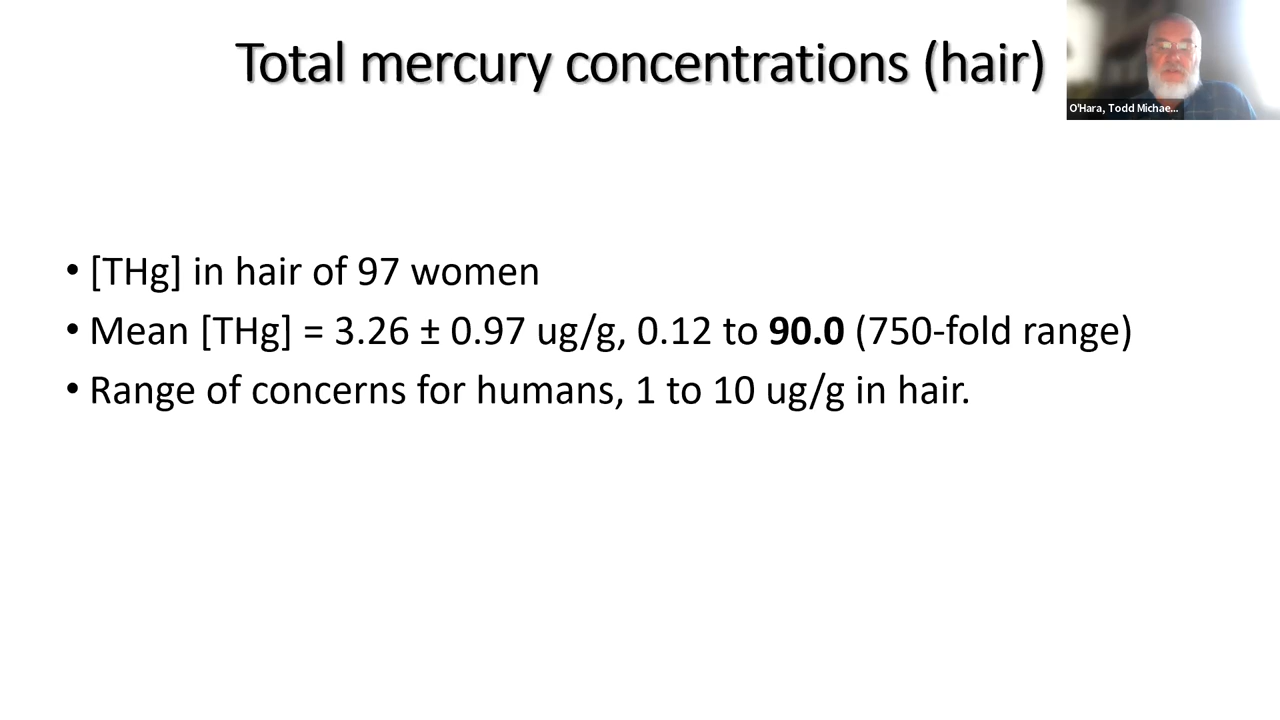 Total mercury concentrations (hair)
O'Hara, Todd Michae...
• [THg] in hair of 97 women
• Mean [THg] = 3.26 ± 0.97 ug/g, 0.12 to 90.0 (750-fold range)
• Range of concerns for humans, 1 to 10 ug/g in hair.